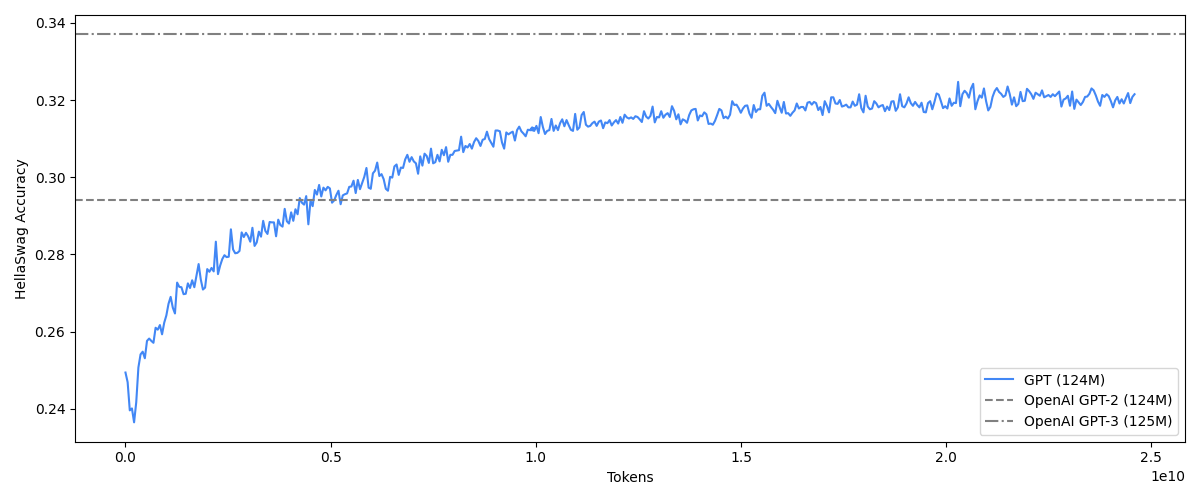 0.34
0.32
0.30
0.28
0.26
0.24
HellaSwag Accuracy
GPT (124M)
OpenAI GPT-2 (124M)
OpenAI GPT-3 (125M)
0.0 0.5 1.0 1.5 2.0 2.5
1e10
Tokens